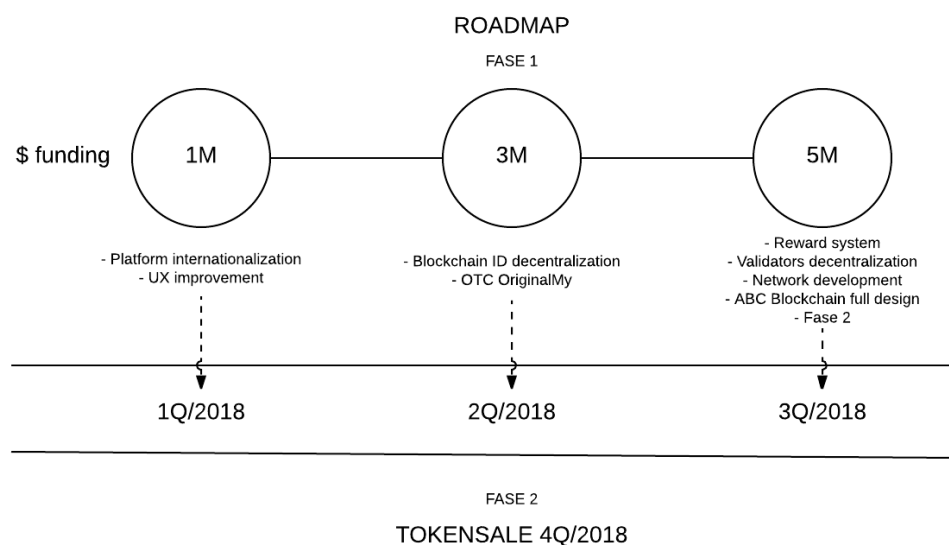 ROADMAP
FASE 1
$ funding
1M
3M
5M
- Platform internationalization
- UX improvement
- Blockchain ID decentralization
- OTC OriginalMy
- Reward system
- Validators decentralization
- Network development
- ABC Blockchain full design
- Fase 2
1Q/2018
2Q/2018
3Q/2018
FASE 2
TOKENSALE 4Q/2018